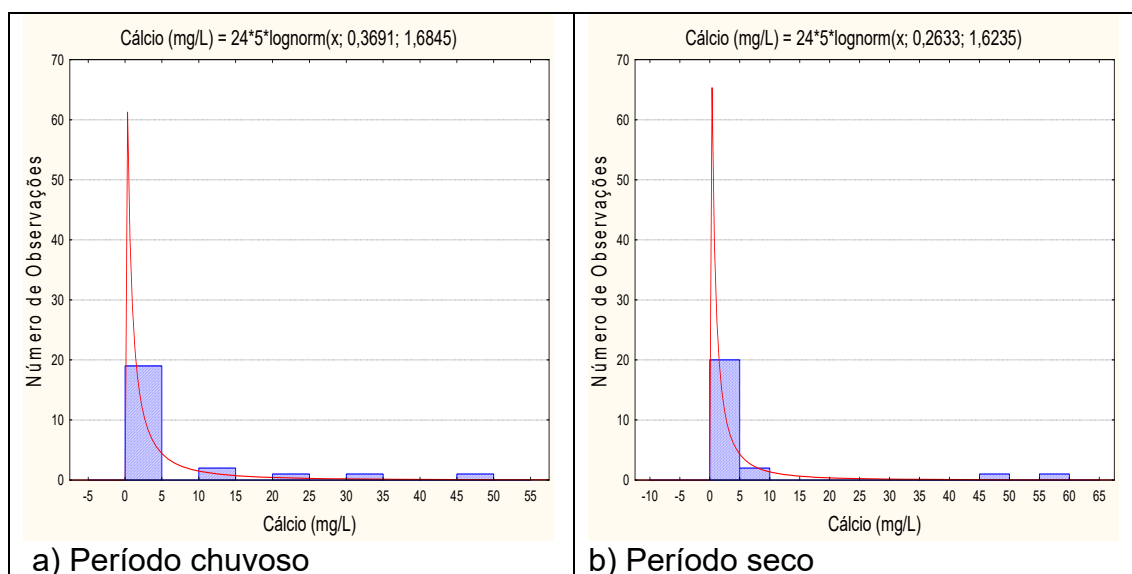 Cálcio (mg/L) = 24*5*lognorm(x; 0,3691; 1,6845)
70
60
50
40
30
20
10
0
Número de Observações
-5 0 5 10 15 20 25 30 35 40 45 50 55
Cálcio (mg/L)
a) Período chuvoso
Cálcio (mg/L) = 24*5*lognorm(x; 0,2633; 1,6235)
70
60
50
40
30
20
10
0
Número de Observações
-10 -5 0 5 10 15 20 25 30 35 40 45 50 55 60 65
Cálcio (mg/L)
b) Período seco